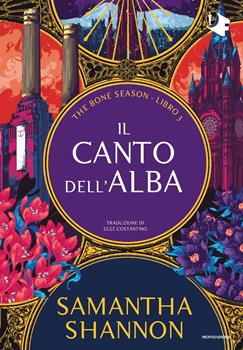 THE BONE SEASON - LIBRO 3
IL
CANTO
DELL'ALBA
TRADUZIONE DI
EGLE COSTANTINO
SAMANTHA
SHANNON
MONDADORI